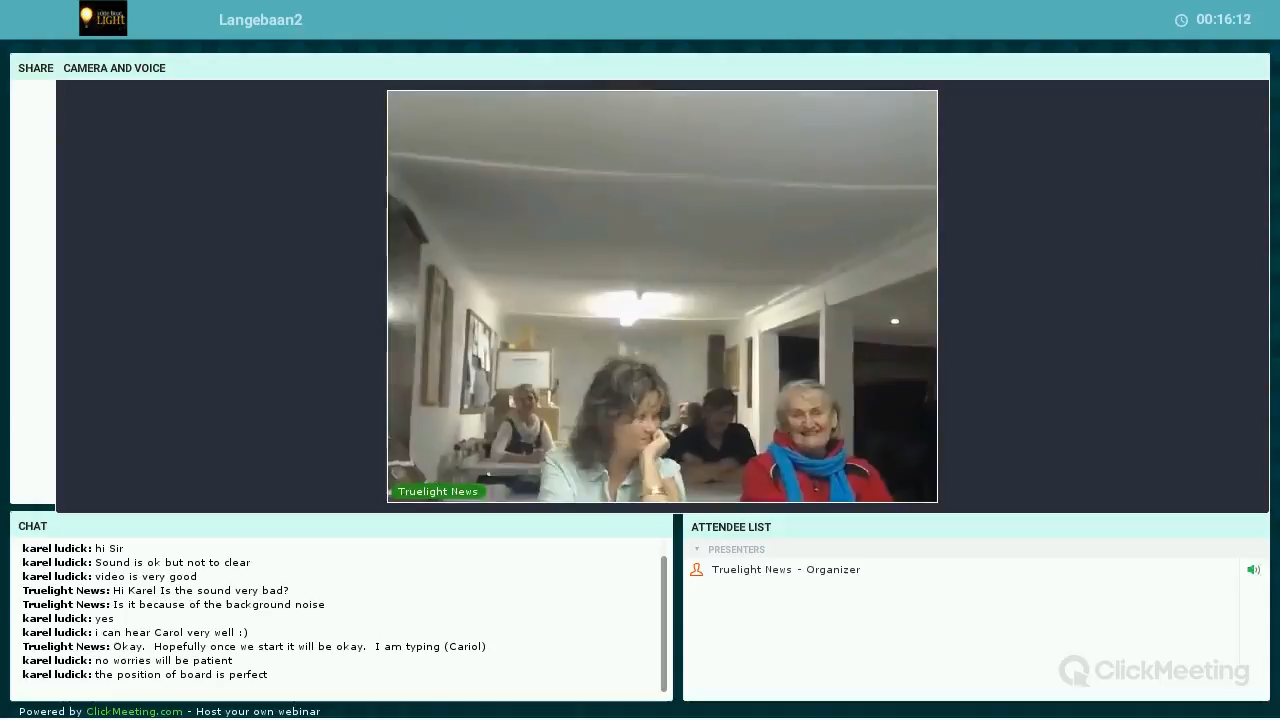 LIGHT
Langebaan2
00:16:12
SHARE CAMERA AND VOICE
Truelight News
CHAT
karel ludick: hi Sir
karel ludick: Sound is ok but not to clear
karel ludick: video is very good
Truelight News: Hi Karel Is the sound very bad?
Truelight News: Is it because of the background noise
karel ludick: yes
karel ludick: i can hear Carol very well :)
Truelight News: Okay.  Hopefully once we start it will be okay.  I am typing (Cariol)
karel ludick: no worries will be patient
karel ludick: the position of board is perfect
ATTENDEE LIST
PRESENTERS
Truelight News - Organizer
ClickMeeting
Powered by ClickMeeting.com - Host your own webinar